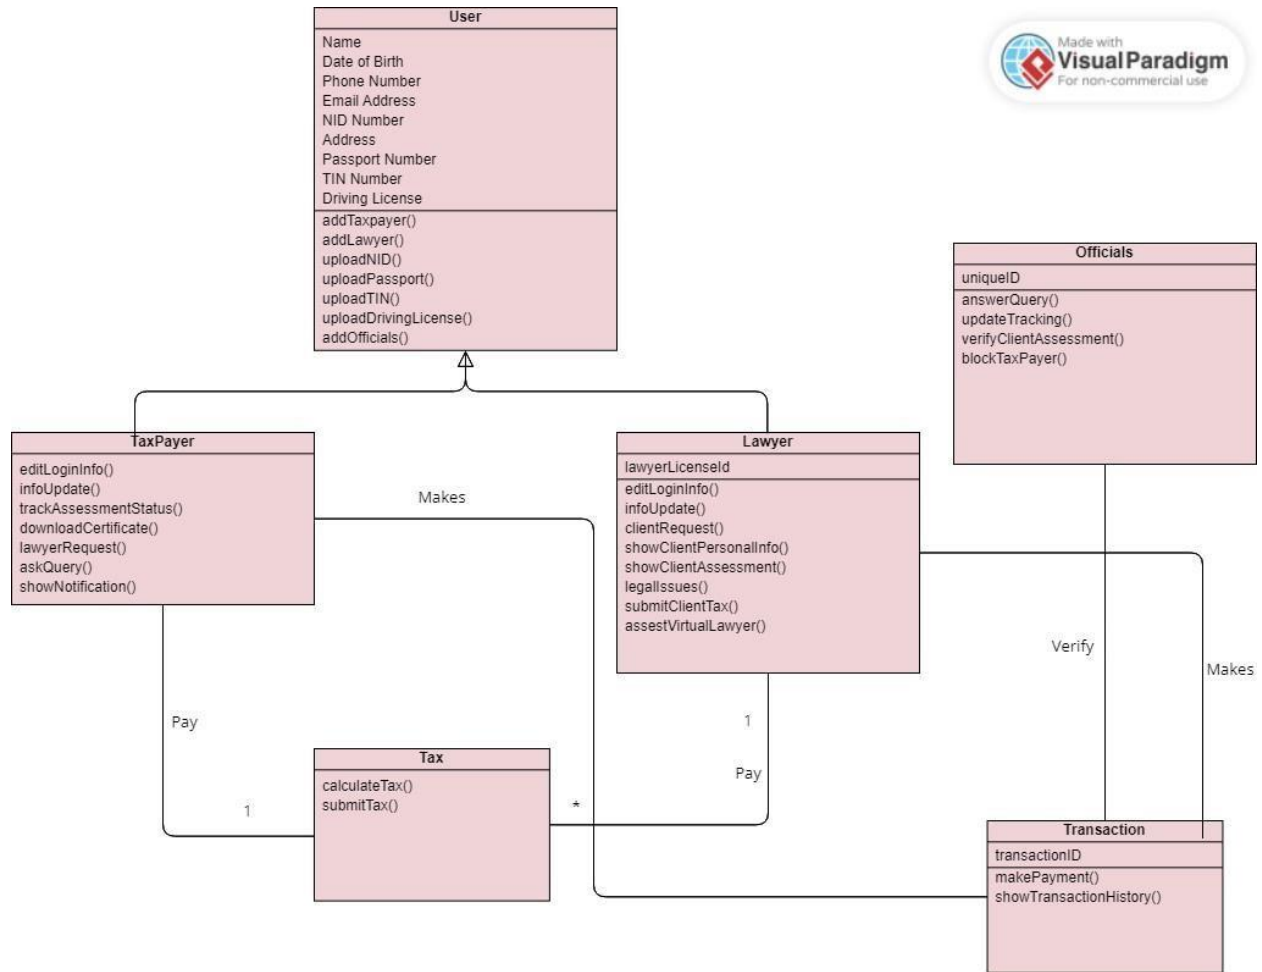 User
Name
Date of Birth
Phone Number
Email Address
NID Number
Address
Passport Number
TIN Number
Driving License
addTaxpayer()
addLawyer()
uploadNID()
uploadPassport()
uploadTIN()
uploadDrivingLicense()
addOfficials()
Made with
Visual Paradigm
For non-commercial use
Officials
uniqueID
answerQuery()
updateTracking()
verifyClientAssessment()
blockTaxPayer()
TaxPayer
editLoginInfo()
infoUpdate()
trackAssessmentStatus()
downloadCertificate()
lawyerRequest()
askQuery()
showNotification()
Makes
Lawyer
lawyerLicenseId
editLoginInfo()
infoUpdate()
clientRequest()
showClientPersonalInfo()
showClientAssessment()
legalIssues()
submitClientTax()
assestVirtualLawyer()
Verify
Makes
Pay
1
Pay
Tax
calculateTax()
submitTax()
1
*
Transaction
transactionID
makePayment()
showTransactionHistory()